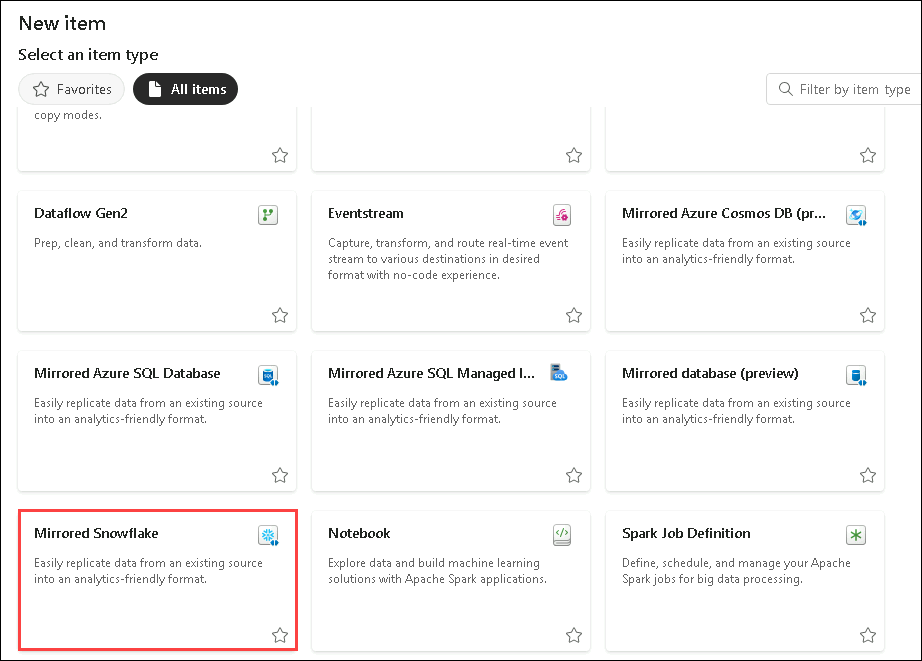 New item
Select an item type
Favorites
All items
Filter by item type
copy modes.
Dataflow Gen2
Prep, clean, and transform data.
Eventstream
Capture, transform, and route real-time event
stream to various destinations in desired
format with no-code experience.
Mirrored Azure Cosmos DB (pr...
Easily replicate data from an existing source
into an analytics-friendly format.
Mirrored Azure SQL Database
SQL
Easily replicate data from an existing source
into an analytics-friendly format.
Mirrored Azure SQL Managed I...
SQL
Easily replicate data from an existing source
into an analytics-friendly format.
Mirrored database (preview)
Easily replicate data from an existing source
into an analytics-friendly format.
Mirrored Snowflake
Easily replicate data from an existing source
into an analytics-friendly format.
Notebook
</>
Explore data and build machine learning
solutions with Apache Spark applications.
Spark Job Definition
Define, schedule, and manage your Apache
Spark jobs for big data processing.